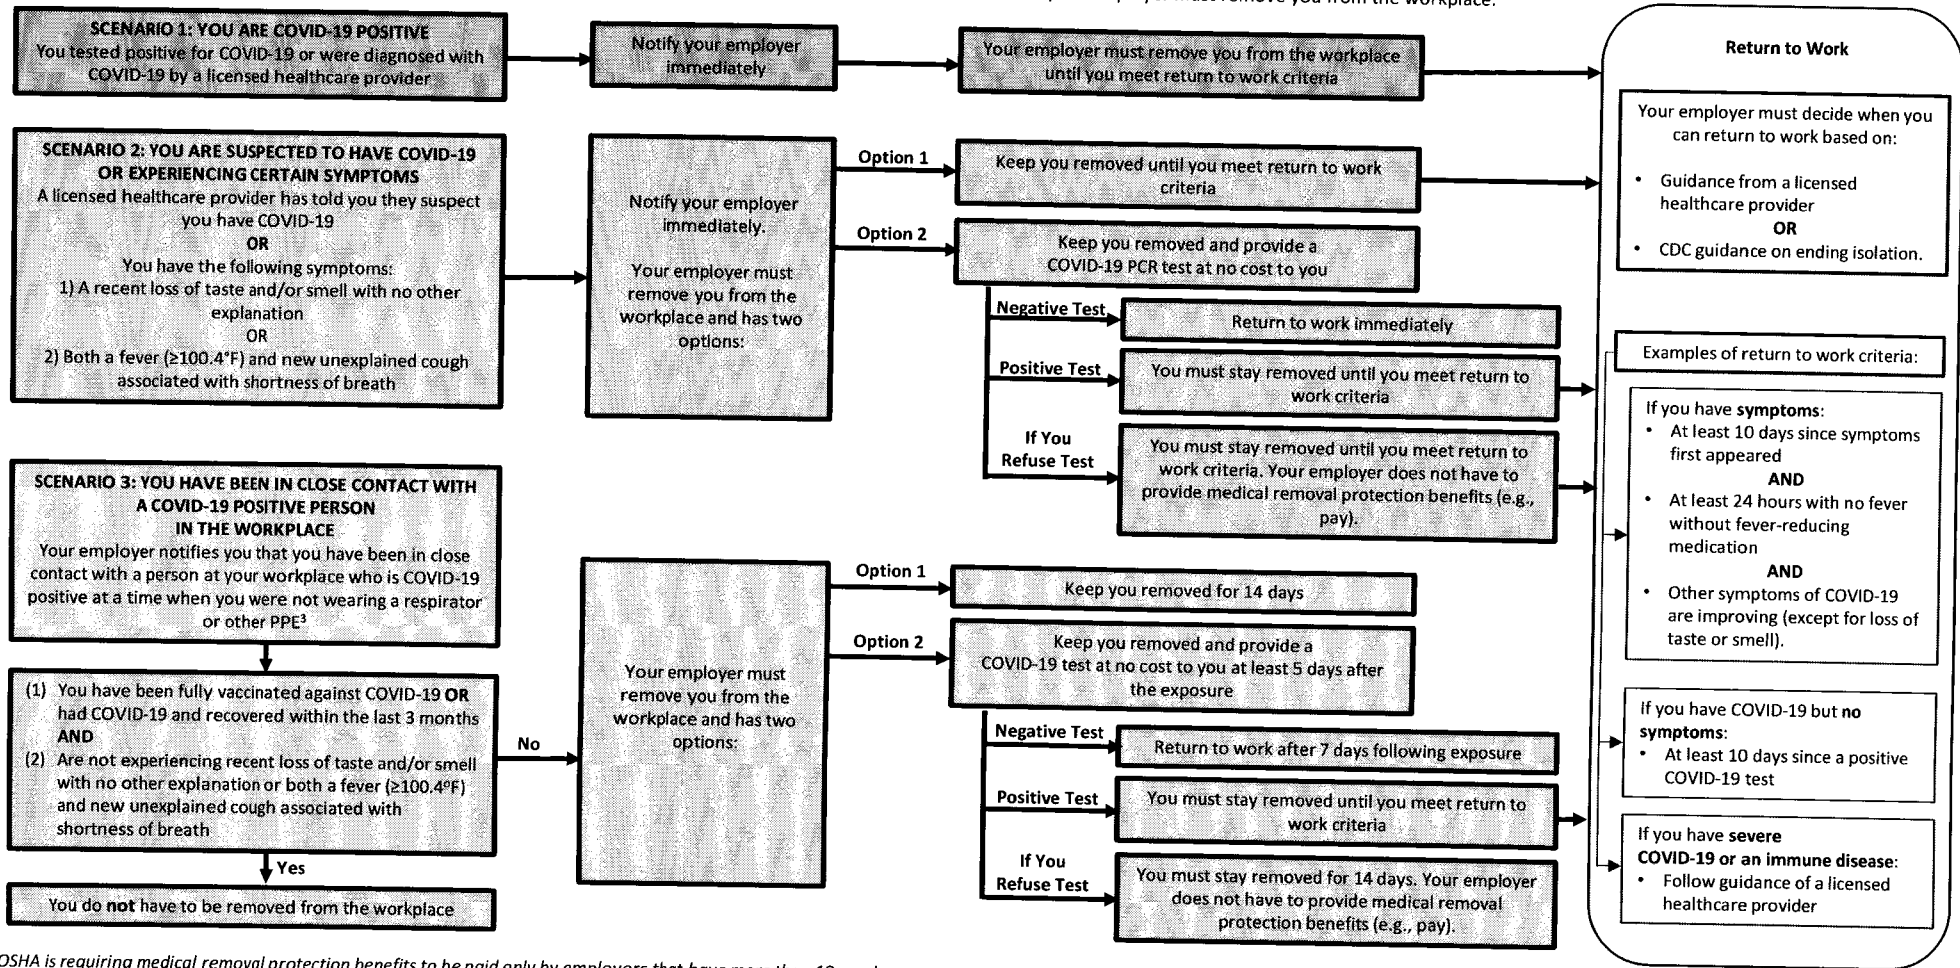 must remove you from the workplace.
SCENARIO 1: YOU ARE COVID-19 POSITIVE
You tested positive for COVID-19 or were diagnosed with
COVID-19 by a licensed healthcare provider
Notify your employer
immediately
Your employer must remove you from the workplace
until you meet return to work criteria
SCENARIO 2: YOU ARE SUSPECTED TO HAVE COVID-19
OR EXPERIENCING CERTAIN SYMPTOMS
A licensed healthcare provider has told you they suspect
you have COVID-19
OR
You have the following symptoms:
1) A recent loss of taste and/or smell with no other
explanation
OR
2) Both a fever (≥100.4°F) and new unexplained cough
associated with shortness of breath
Notify your employer
immediately.
Your employer must
remove you from the
workplace and has two
options:
Option 1
Keep you removed until you meet return to work
criteria
Option 2
Keep you removed and provide a
COVID-19 PCR test at no cost to you
Negative Test
Return to work immediately
Positive Test
You must stay removed until you meet return to
work criteria
If You
Refuse Test
You must stay removed until you meet return to
work criteria. Your employer does not have to
provide medical removal protection benefits (e.g.,
pay).
SCENARIO 3: YOU HAVE BEEN IN CLOSE CONTACT WITH
A COVID-19 POSITIVE PERSON
IN THE WORKPLACE
Your employer notifies you that you have been in close
contact with a person at your workplace who is COVID-19
positive at a time when you were not wearing a respirator
or other PPE³
(1) You have been fully vaccinated against COVID-19 OR
had COVID-19 and recovered within the last 3 months
AND
(2) Are not experiencing recent loss of taste and/or smell
with no other explanation or both a fever (≥100.4ºF)
and new unexplained cough associated with
shortness of breath
No
Yes
You do not have to be removed from the workplace
Your employer must
remove you from the
workplace and has two
options:
Option 1
Keep you removed for 14 days
Option 2
Keep you removed and provide a
COVID-19 test at no cost to you at least 5 days after
the exposure
Negative Test
Return to work after 7 days following exposure
Positive Test
You must stay removed until you meet return to
work criteria
If You
Refuse Test
You must stay removed for 14 days. Your employer
does not have to provide medical removal
protection benefits (e.g., pay).
Return to Work
Your employer must decide when you
can return to work based on:
• Guidance from a licensed
healthcare provider
OR
• CDC guidance on ending isolation.
Examples of return to work criteria:
If you have symptoms:
• At least 10 days since symptoms
first appeared
AND
• At least 24 hours with no fever
without fever-reducing
medication
AND
• Other symptoms of COVID-19
are improving (except for loss of
taste or smell).
If you have COVID-19 but no
symptoms:
• At least 10 days since a positive
COVID-19 test
If you have severe
COVID-19 or an immune disease:
• Follow guidance of a licensed
healthcare provider
OSHA is requiring medical removal protection benefits to be paid only by employers that have more than 10